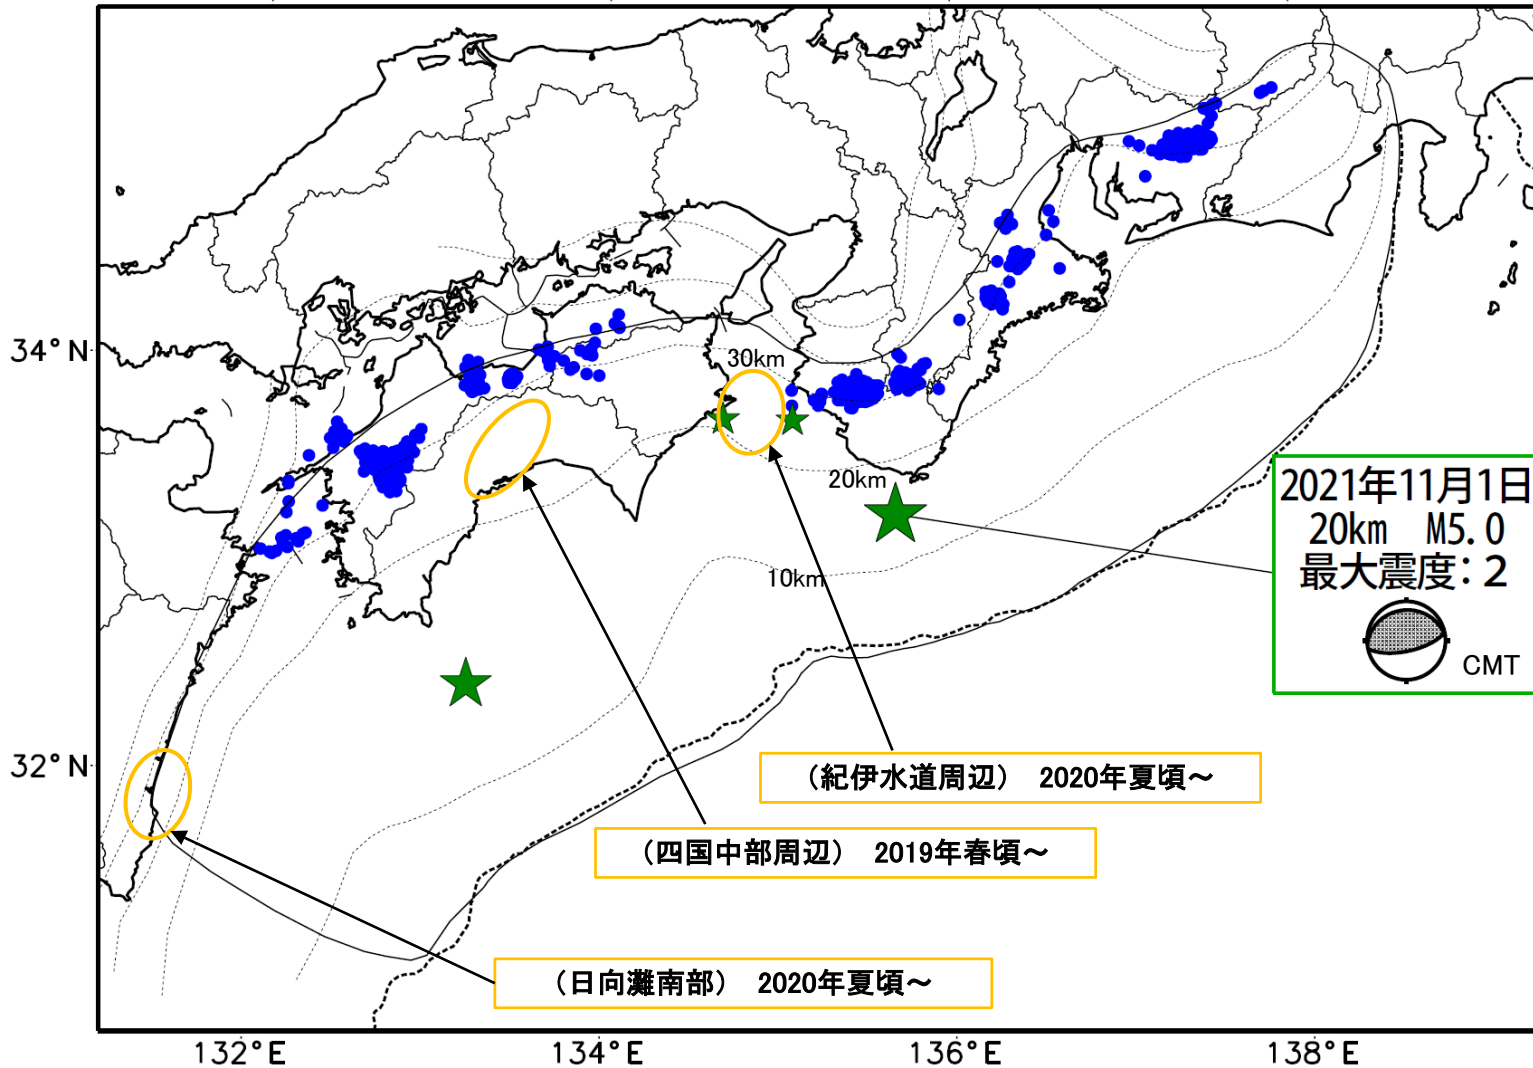 34°N
30km
20km
2021年11月1日
20km M5.0
最大震度：2
CMT
10km
32°N
（紀伊水道周辺） 2020年夏頃～
（四国中部周辺） 2019年春頃～
（日向灘南部） 2020年夏頃～
132°E
134°E
136°E
138°E